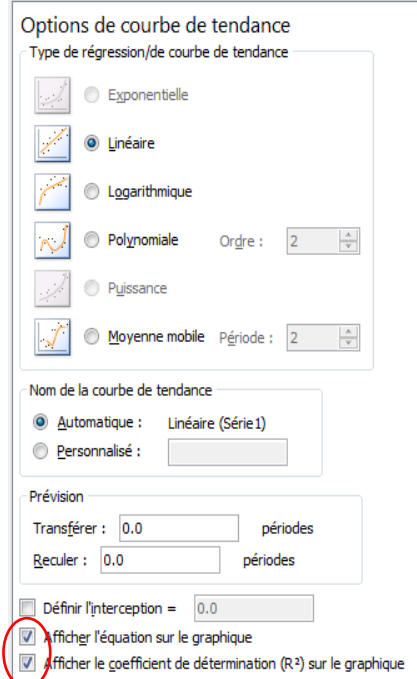 Options de courbe de tendance
Type de régression/de courbe de tendance
Exponentielle
Linéaire
Logarithmique
Polynomiale Ordre : 2
Puissance
Moyenne mobile Période : 2
Nom de la courbe de tendance
Automatique : Linéaire (Série1)
Personnalisé :
Prévision
Transférer : 0.0 périodes
Reculer : 0.0 périodes
Définir l'interception = 0.0
Afficher l'équation sur le graphique
Afficher le coefficient de détermination (R²) sur le graphique